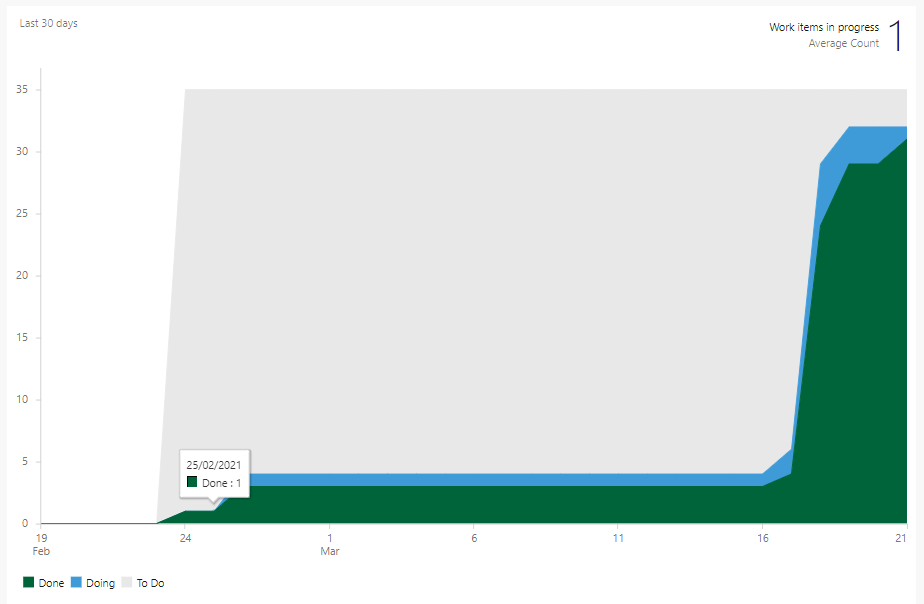 Last 30 days
Work items in progress
Average Count
1
35
30
25
20
15
10
5
0
25/02/2021
Done : 1
19 24 1 6 11 16 21
Feb Mar
Done Doing To Do